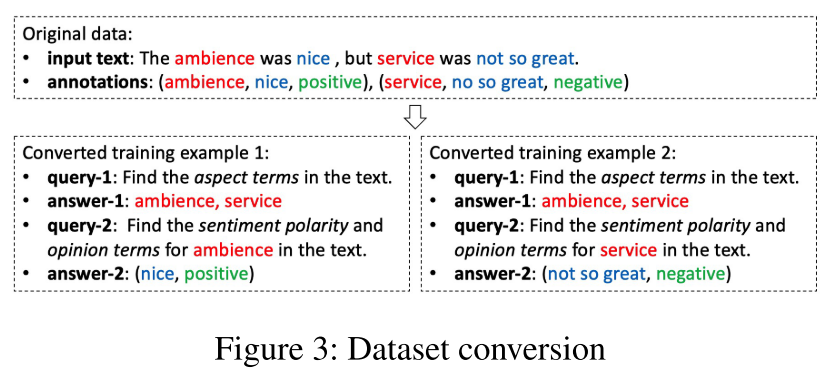 Original data:
• input text: The ambience was nice , but service was not so great.
• annotations: (ambience, nice, positive), (service, no so great, negative)
Converted training example 1:
• query-1: Find the aspect terms in the text.
• answer-1: ambience, service
• query-2: Find the sentiment polarity and
opinion terms for ambience in the text.
• answer-2: (nice, positive)
Converted training example 2:
• query-1: Find the aspect terms in the text.
• answer-1: ambience, service
• query-2: Find the sentiment polarity and
opinion terms for service in the text.
• answer-2: (not so great, negative)
Figure 3: Dataset conversion